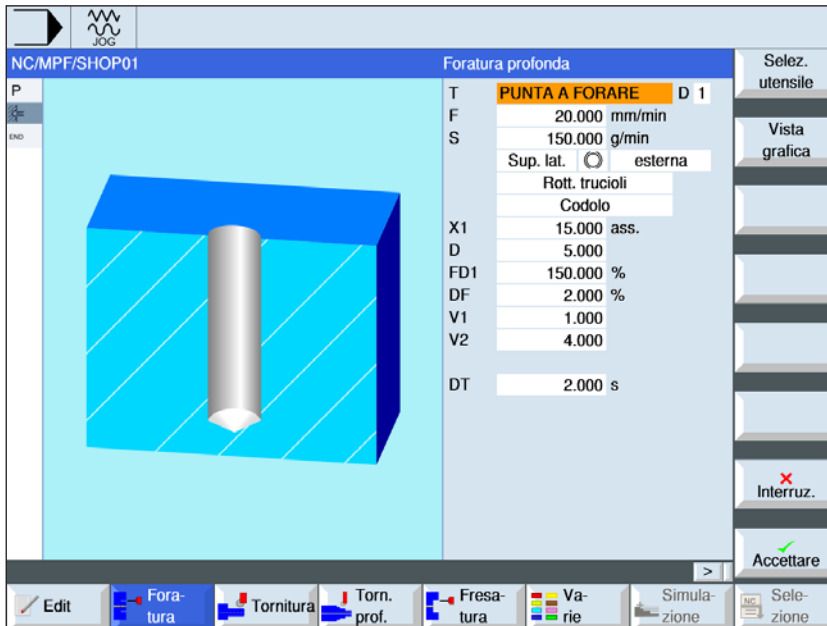 JOG
NC/MPF/SHOP01
Foratura profonda
P
END
T PUNTA A FORARE D 1
F 20.000 mm/min
S 150.000 g/min
Sup. lat. esterna
Rott. trucioli
Codolo
X1 15.000 ass.
D 5.000
FD1 150.000 %
DF 2.000 %
V1 1.000
V2 4.000
DT 2.000 s
Selez.
utensile
Vista
grafica
Interruz.
Accettare
>
Edit
Fora-
tura
Tornitura
Torn.
prof.
Fresa-
tura
Va-
rie
Simula-
zione
NC
Sele-
zione